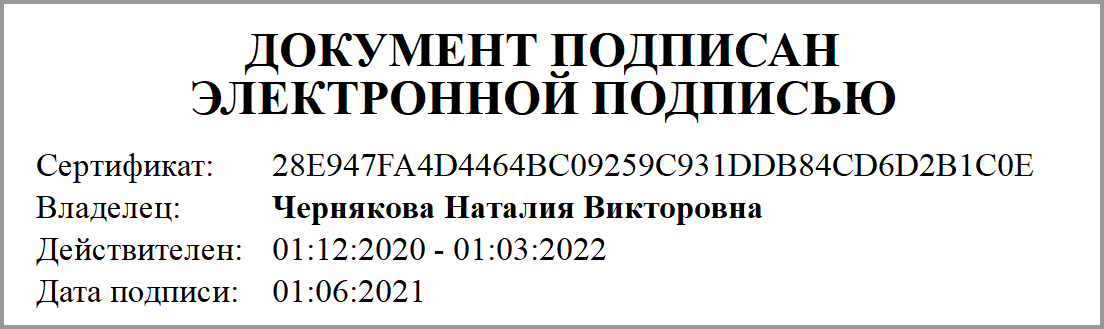 ДОКУМЕНТ ПОДПИСАН
ЭЛЕКТРОННОЙ ПОДПИСЬЮ
Сертификат: 28E947FA4D4464BC09259C931DDB84CD6D2B1C0E
Владелец: Чернякова Наталия Викторовна
Действителен: 01:12:2020 - 01:03:2022
Дата подписи: 01:06:2021